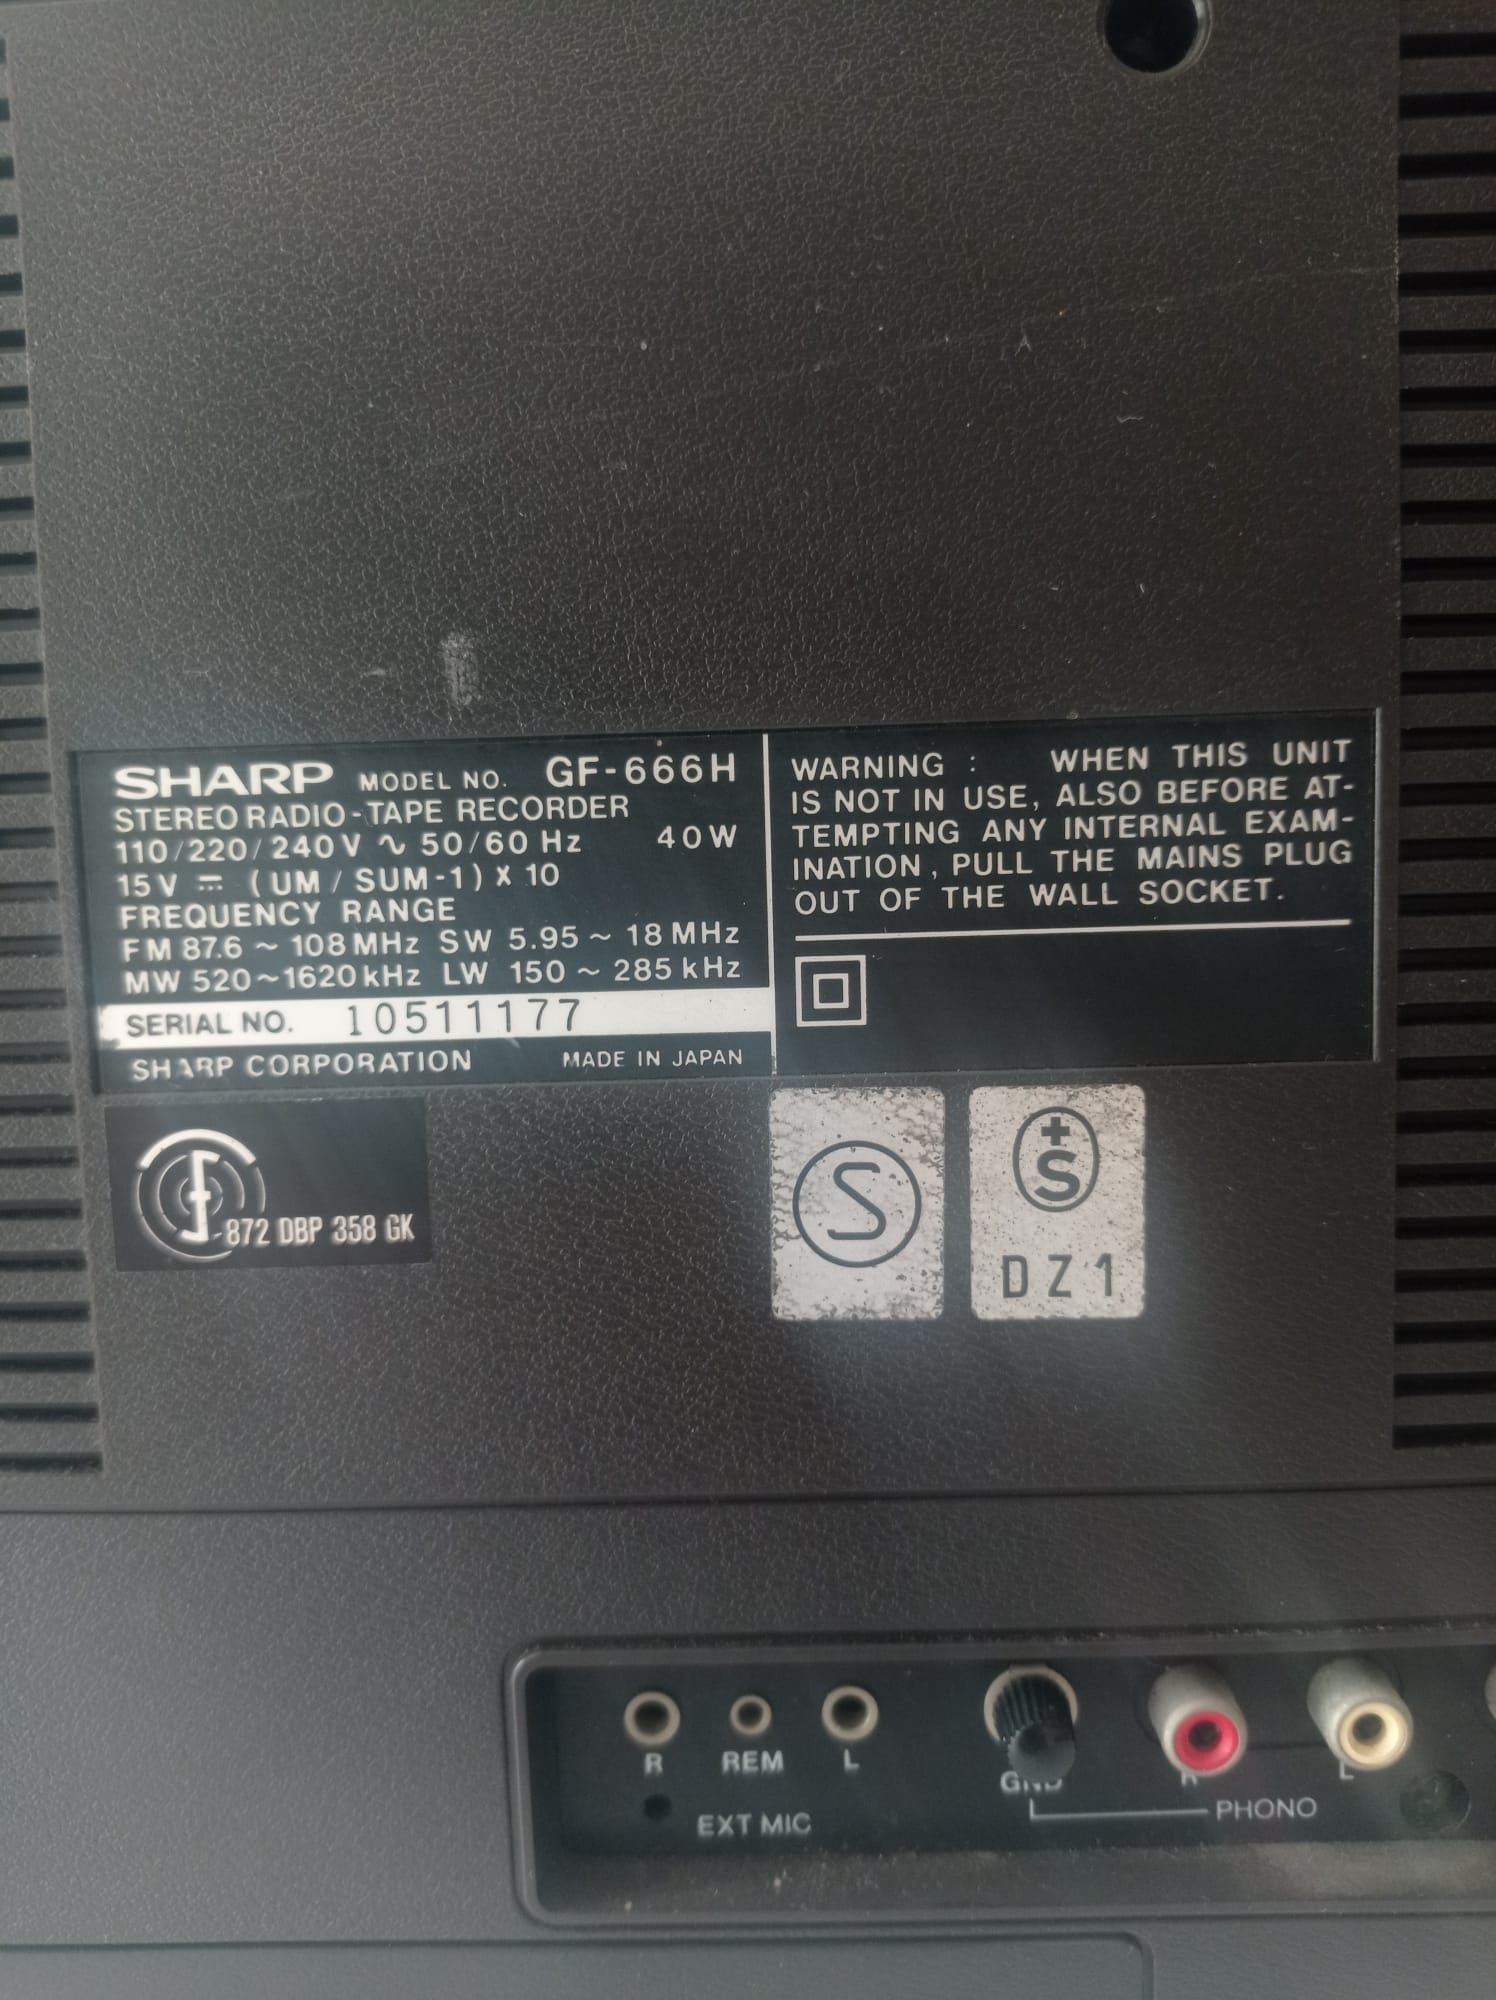 SHARP MODEL NO. GF-666H
STEREO RADIO-TAPE RECORDER
110/220/240V ∿ 50/60 Hz 40W
15V ⎓ (UM/SUM-1) X 10
FREQUENCY RANGE
FM 87.6 ~ 108 MHz SW 5.95 ~ 18 MHz
MW 520~1620 kHz LW 150 ~ 285 kHz
SERIAL NO. 10511177
SHARP CORPORATION MADE IN JAPAN
WARNING : WHEN THIS UNIT
IS NOT IN USE, ALSO BEFORE AT-
TEMPTING ANY INTERNAL EXAM-
INATION, PULL THE MAINS PLUG
OUT OF THE WALL SOCKET.
872 DBP 358 GK
S
+S
DZ1
R REM L GND R L
EXT MIC PHONO